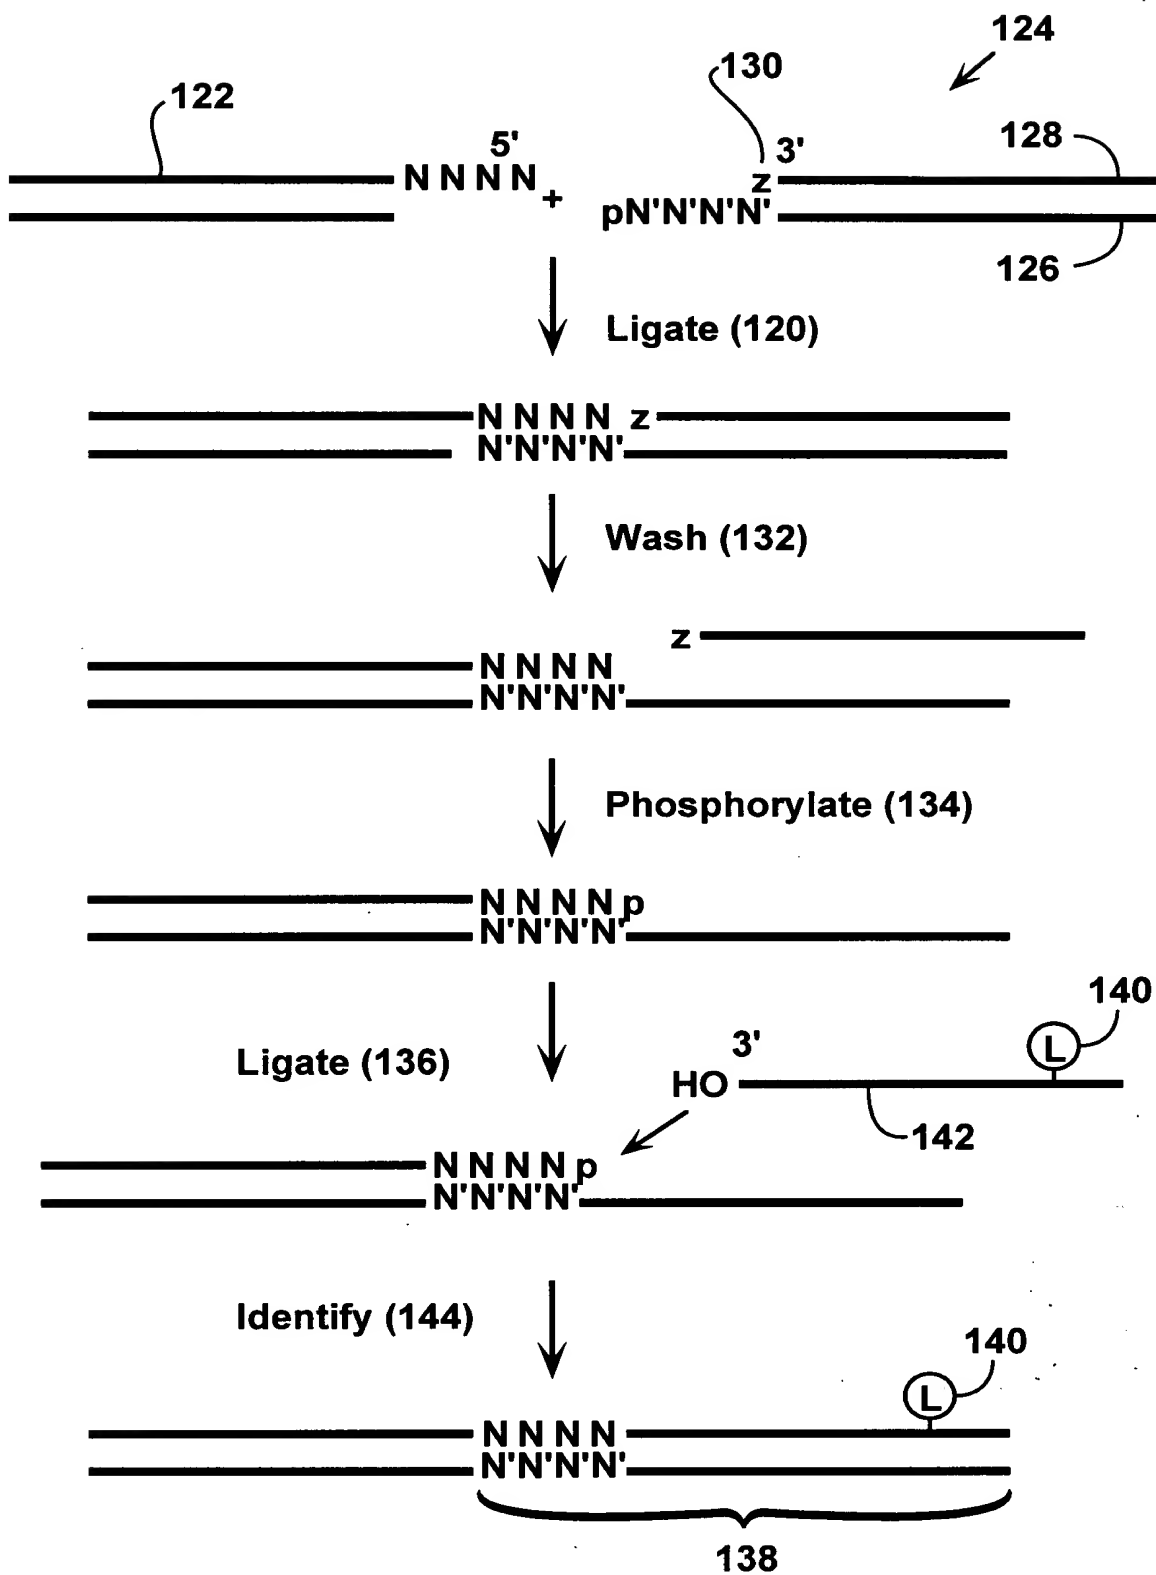 124
130
122
5'
3'
128
N N N N
z
+
pN'N'N'N'
126
Ligate (120)
N N N N z
N'N'N'N'
Wash (132)
z
N N N N
N'N'N'N'
Phosphorylate (134)
N N N N p
N'N'N'N'
140
3'
L
Ligate (136)
HO
142
N N N N p
N'N'N'N'
Identify (144)
140
L
N N N N
N'N'N'N'
138